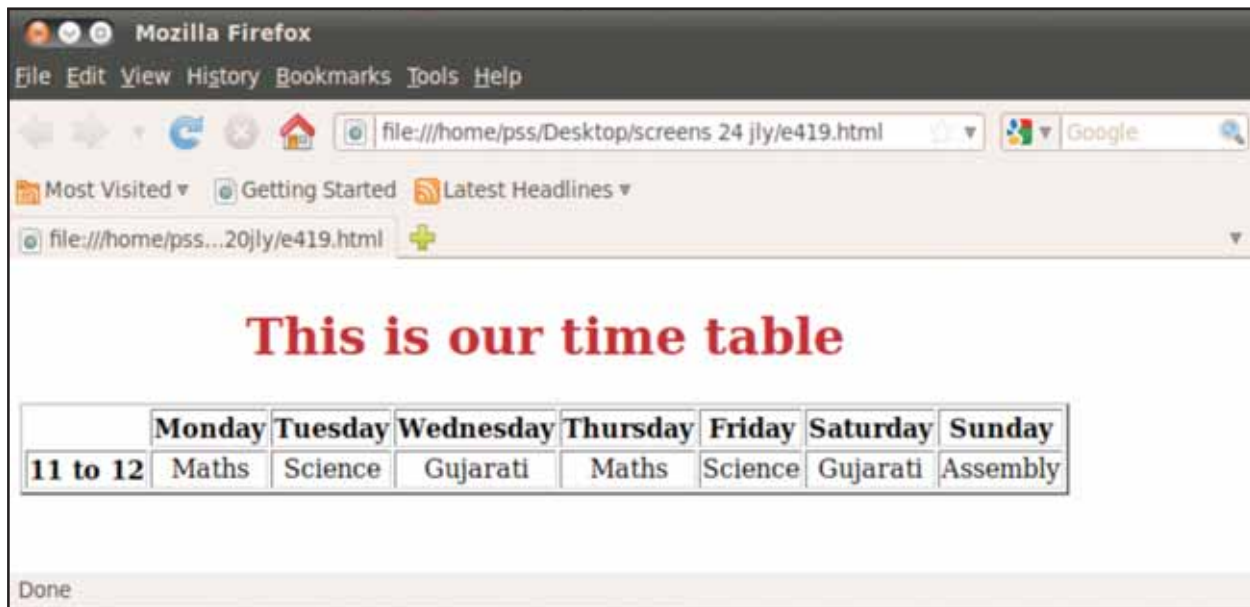 Mozilla Firefox
File Edit View History Bookmarks Tools Help
file:///home/pss/Desktop/screens 24 jly/e419.html Google
Most Visited Getting Started Latest Headlines
file:///home/pss...20jly/e419.html
This is our time table
Monday Tuesday Wednesday Thursday Friday Saturday Sunday
11 to 12 Maths Science Gujarati Maths Science Gujarati Assembly
Done